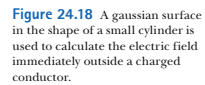 Figure 24.18 A gaussian surface
in the shape of a small cylinder is
used to calculate the electric field
immediately outside a charged
conductor.